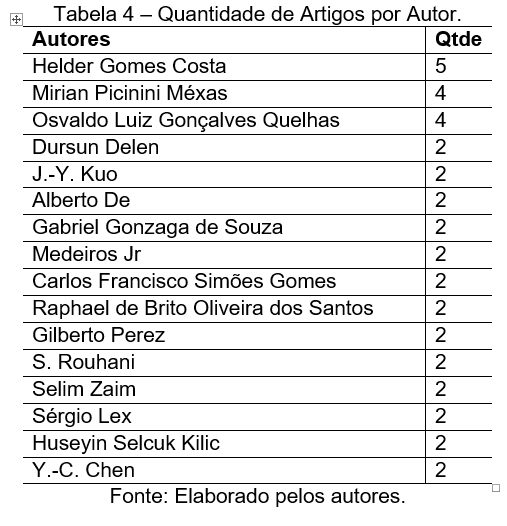 Tabela 4 – Quantidade de Artigos por Autor.
Autores Qtde
Helder Gomes Costa 5
Mirian Picinini Méxas 4
Osvaldo Luiz Gonçalves Quelhas 4
Dursun Delen 2
J.-Y. Kuo 2
Alberto De 2
Gabriel Gonzaga de Souza 2
Medeiros Jr 2
Carlos Francisco Simões Gomes 2
Raphael de Brito Oliveira dos Santos 2
Gilberto Perez 2
S. Rouhani 2
Selim Zaim 2
Sérgio Lex 2
Huseyin Selcuk Kilic 2
Y.-C. Chen 2
Fonte: Elaborado pelos autores.